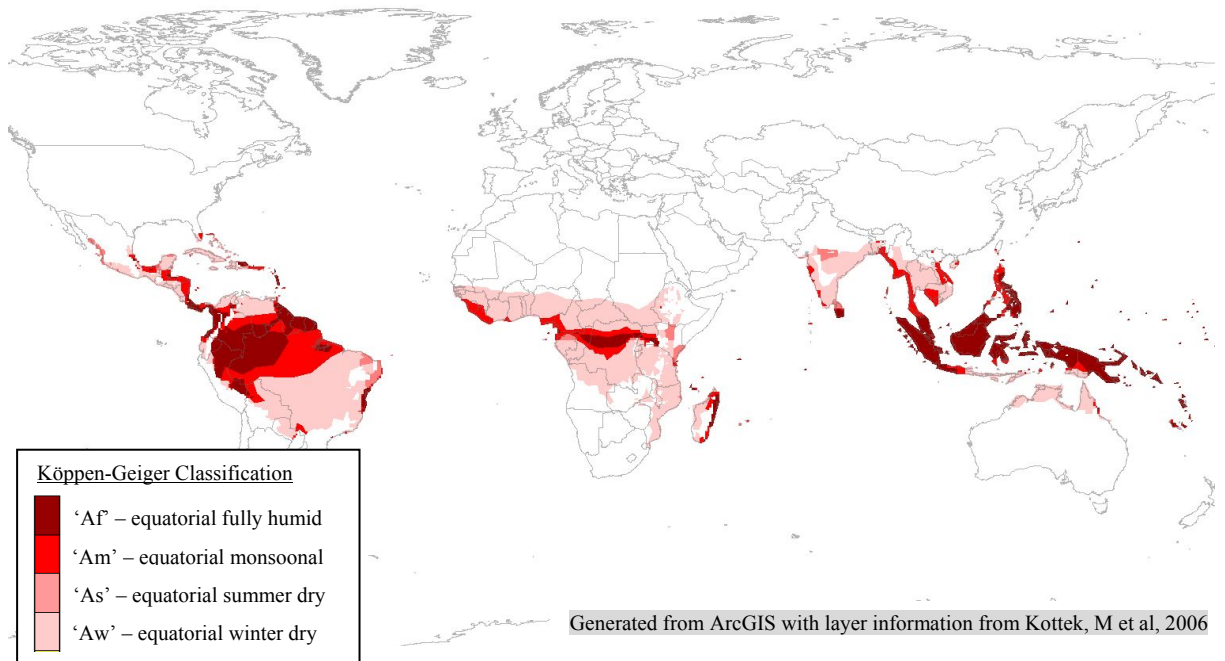 Köppen-Geiger Classification
‘Af’ – equatorial fully humid
‘Am’ – equatorial monsoonal
‘As’ – equatorial summer dry
‘Aw’ – equatorial winter dry
Generated from ArcGIS with layer information from Kottek, M et al, 2006